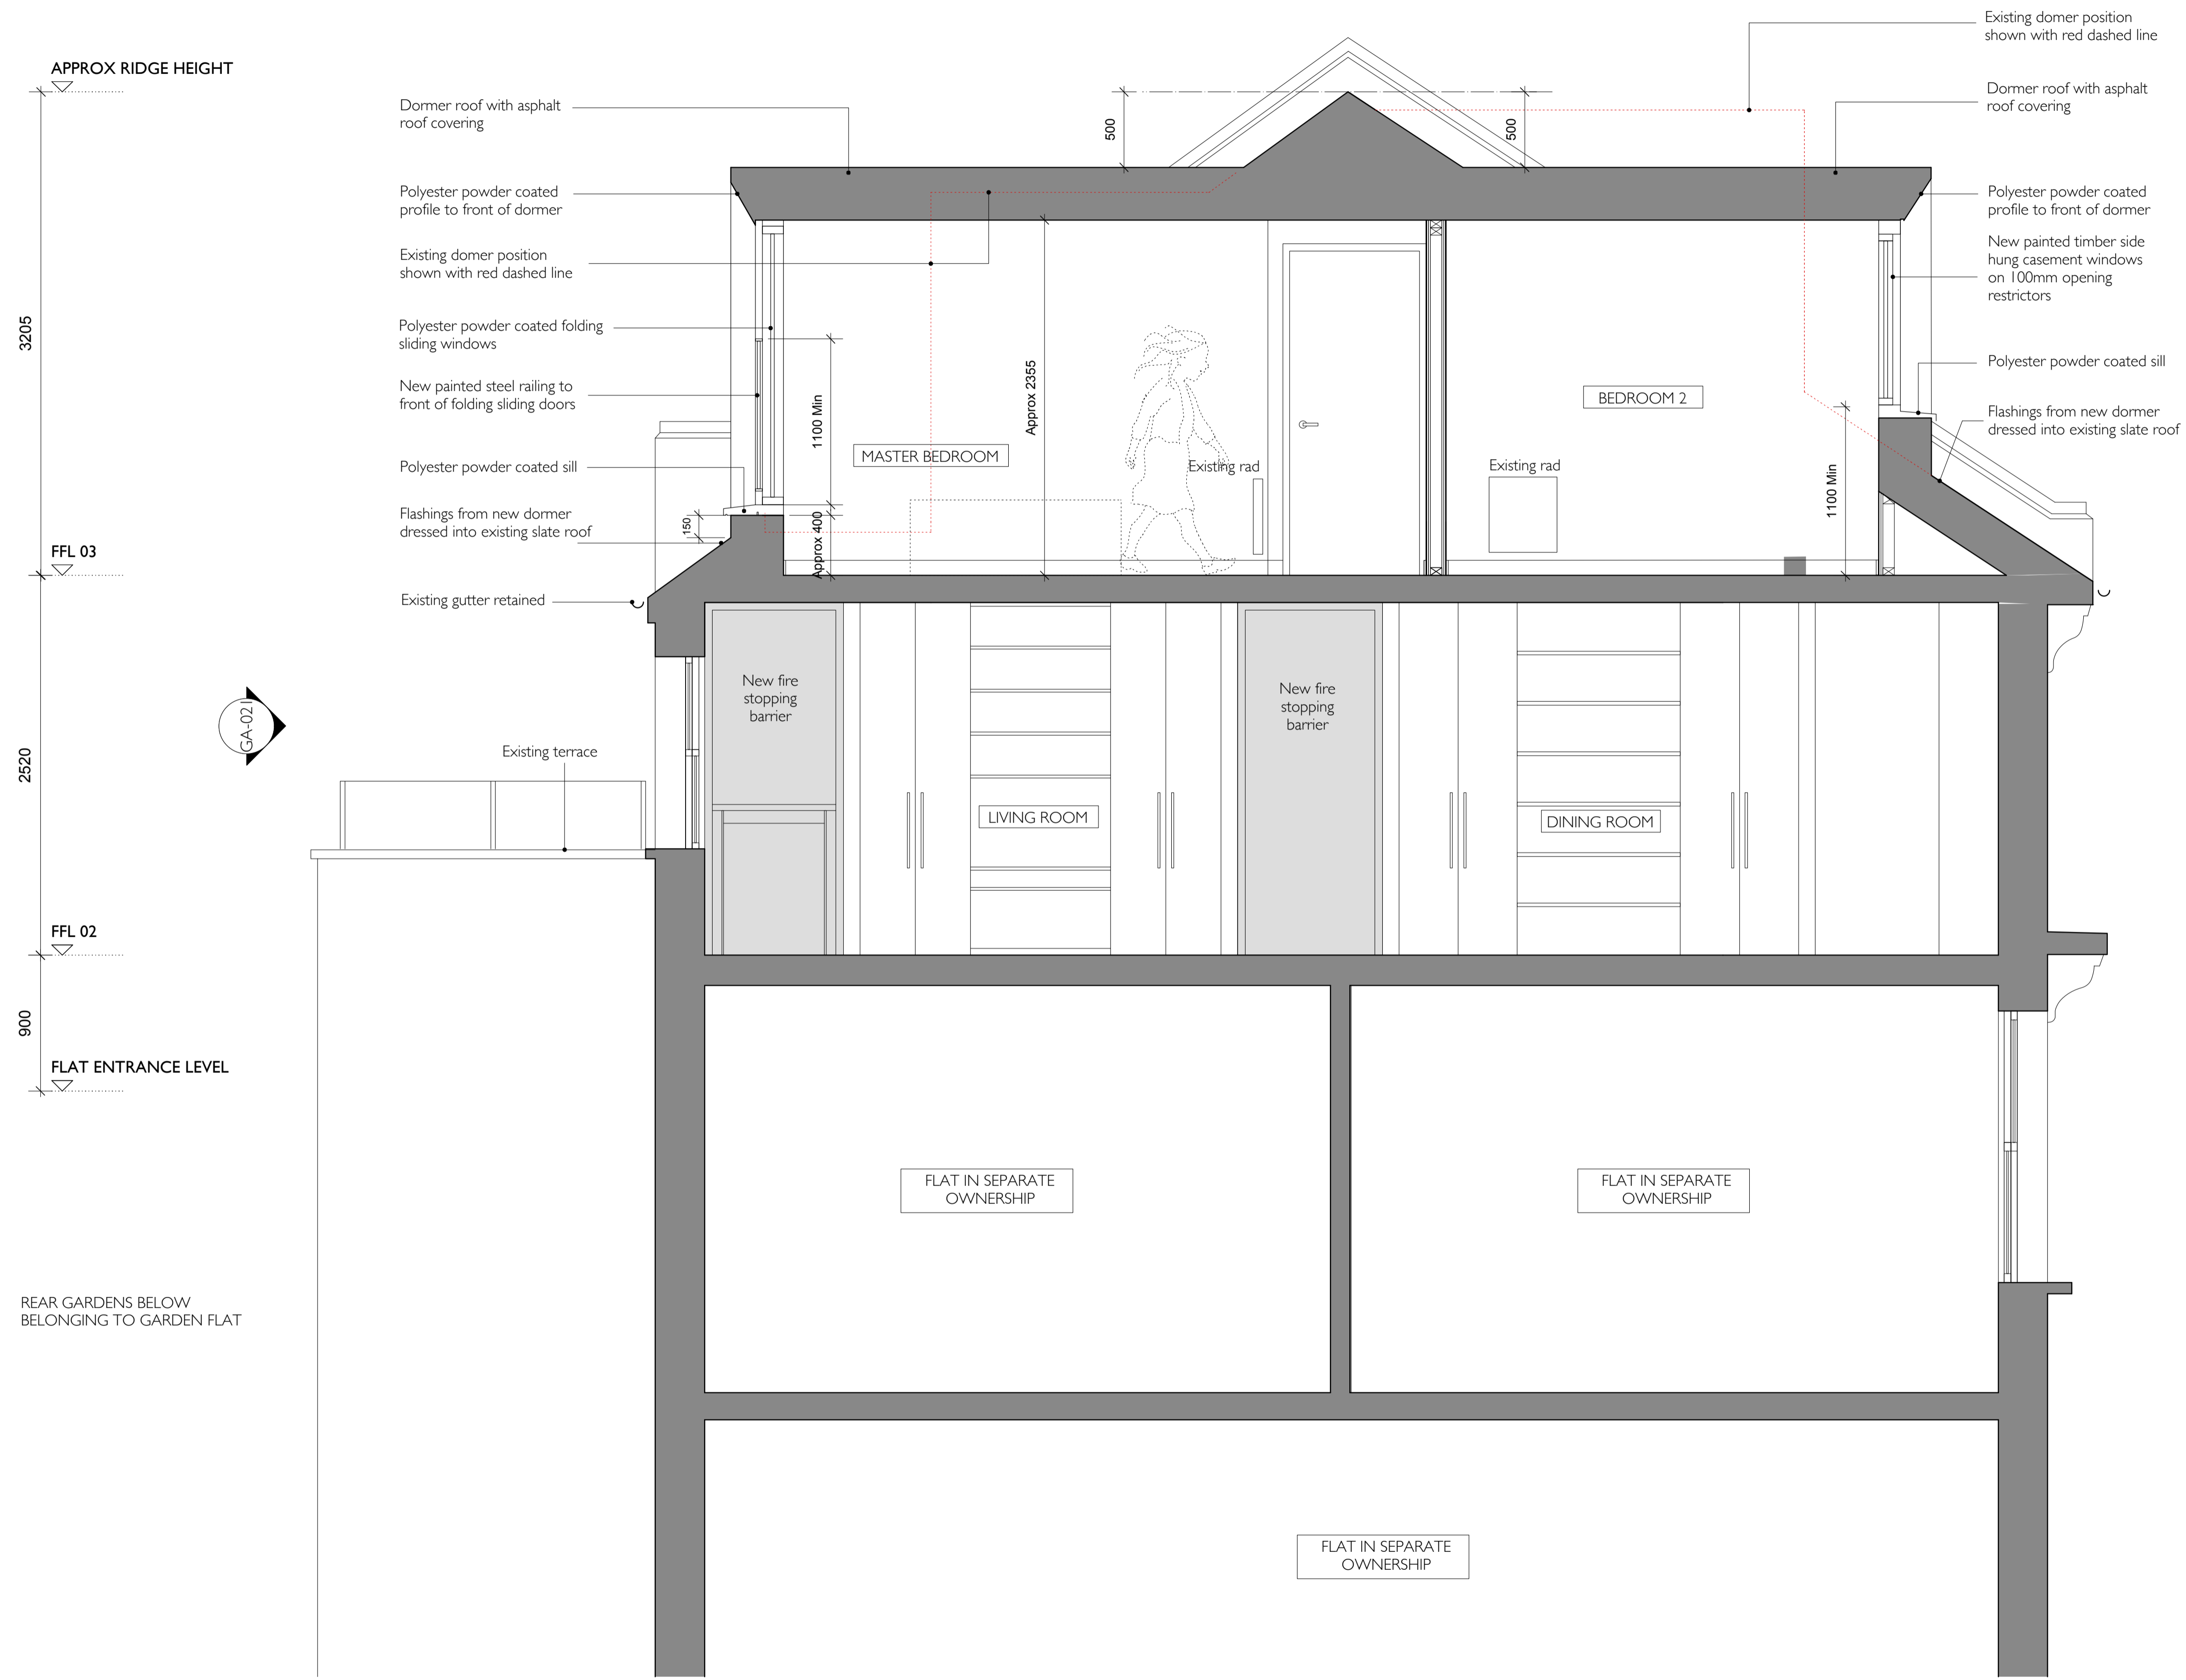 APPROX RIDGE HEIGHT
3205
FFL 03
2520
FFL 02
900
FLAT ENTRANCE LEVEL
REAR GARDENS BELOW
BELONGING TO GARDEN FLAT
GA-021
Dormer roof with asphalt
roof covering
Polyester powder coated
profile to front of dormer
Existing domer position
shown with red dashed line
Polyester powder coated folding
sliding windows
New painted steel railing to
front of folding sliding doors
Polyester powder coated sill
Flashings from new dormer
dressed into existing slate roof
Existing gutter retained
Existing terrace
500
500
150
1100 Min
Approx 400
Approx 2355
MASTER BEDROOM
Existing rad
Existing rad
BEDROOM 2
1100 Min
Existing domer position
shown with red dashed line
Dormer roof with asphalt
roof covering
Polyester powder coated
profile to front of dormer
New painted timber side
hung casement windows
on 100mm opening
restrictors
Polyester powder coated sill
Flashings from new dormer
dressed into existing slate roof
New fire
stopping
barrier
LIVING ROOM
New fire
stopping
barrier
DINING ROOM
FLAT IN SEPARATE
OWNERSHIP
FLAT IN SEPARATE
OWNERSHIP
FLAT IN SEPARATE
OWNERSHIP